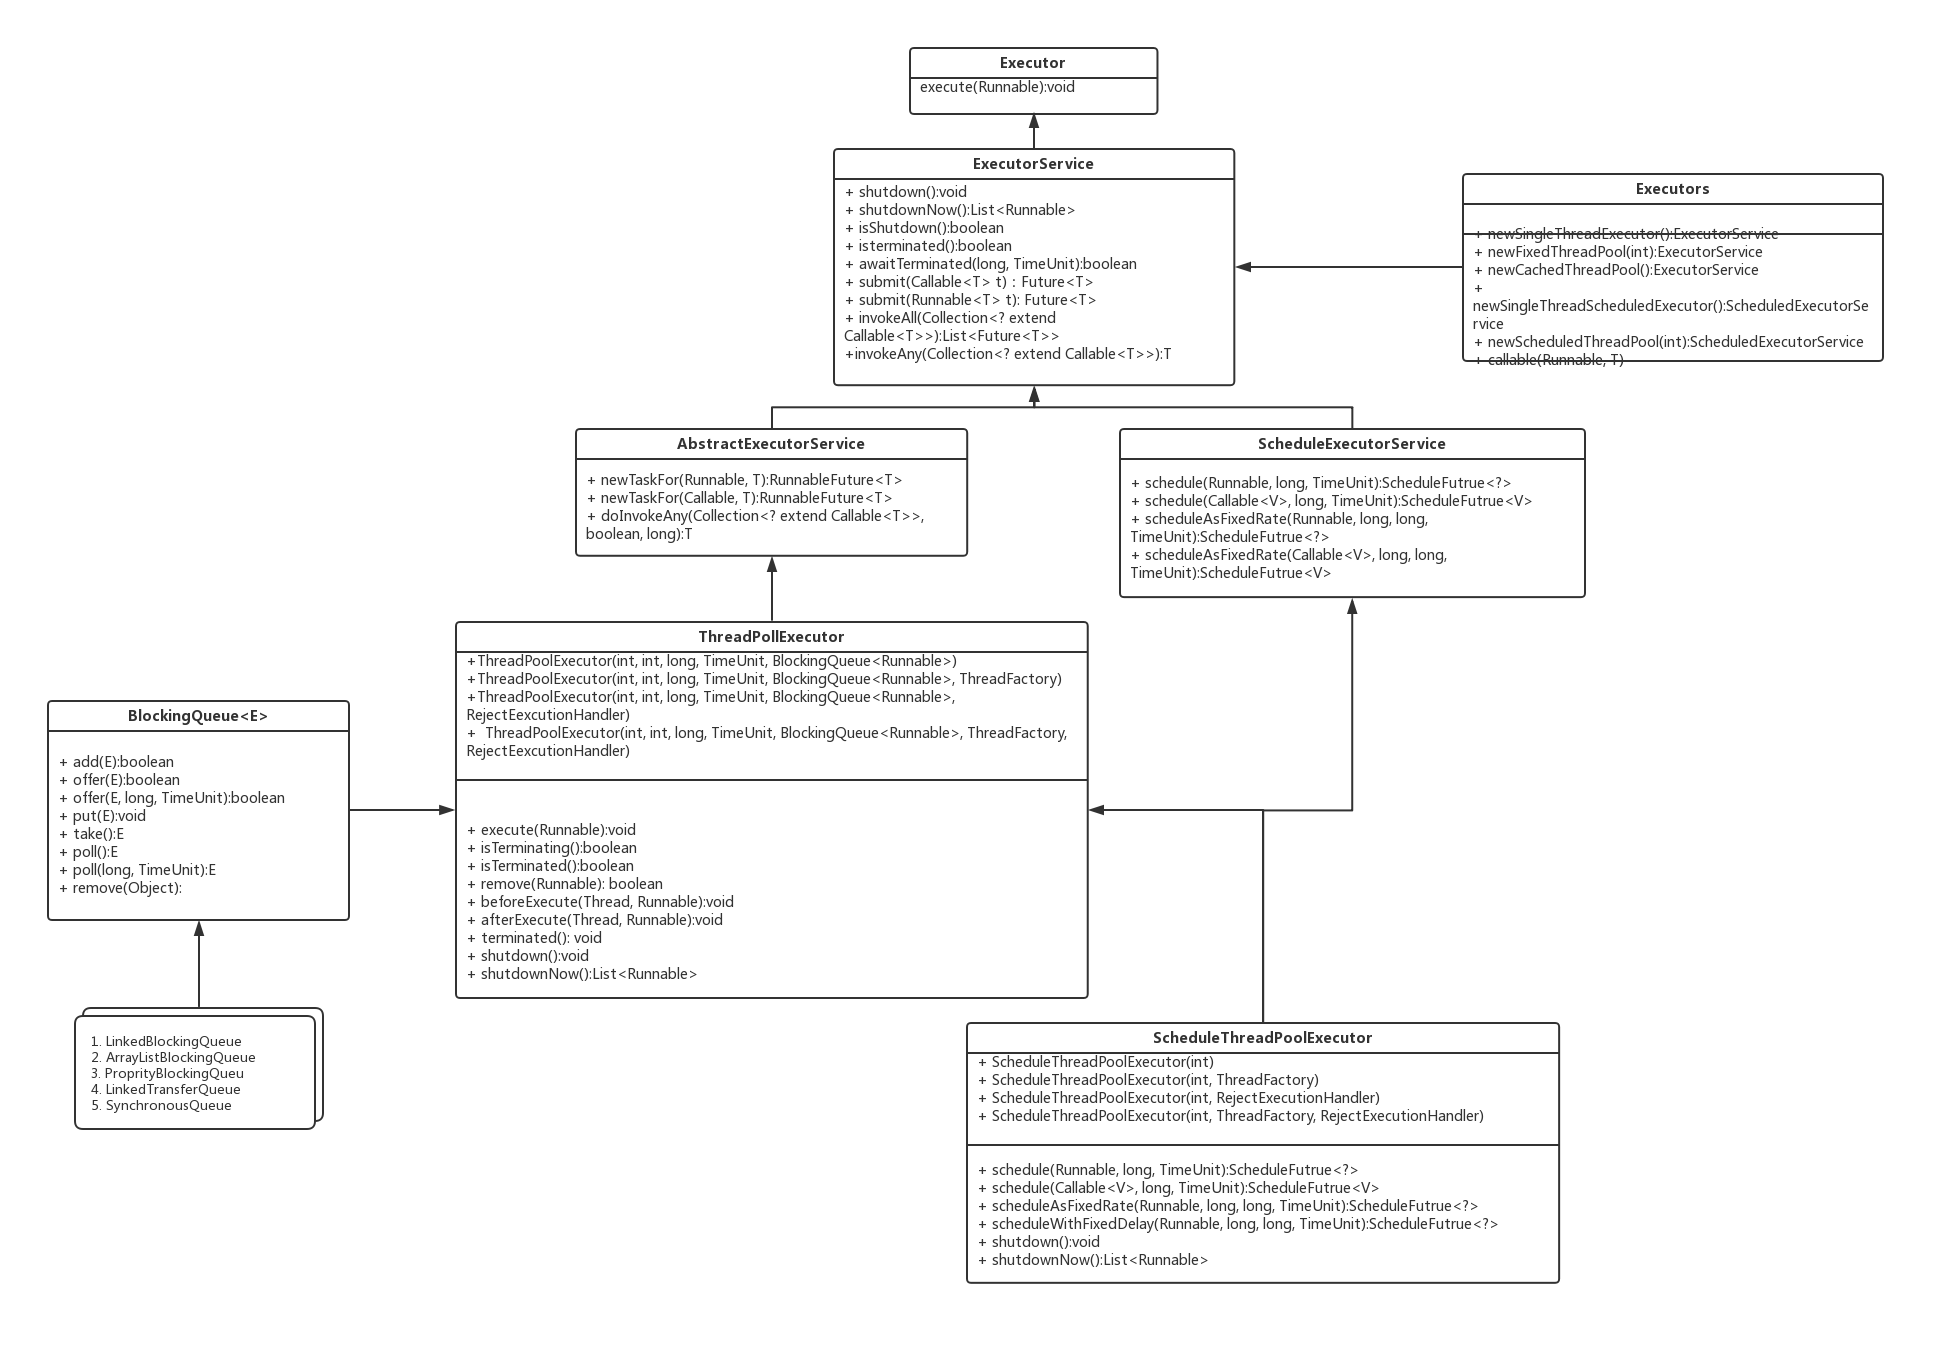 Executor
execute(Runnable):void
ExecutorService
+ shutdown():void
+ shutdownNow():List<Runnable>
+ isShutdown():boolean
+ isterminated():boolean
+ awaitTerminated(long, TimeUnit):boolean
+ submit(Callable<T> t) : Future<T>
+ submit(Runnable<T> t): Future<T>
+ invokeAll(Collection<? extend
Callable<T>>):List<Future<T>>
+invokeAny(Collection<? extend Callable<T>>):T
Executors
+ newSingleThreadExecutor():ExecutorService
+ newFixedThreadPool(int):ExecutorService
+ newCachedThreadPool():ExecutorService
+
newSingleThreadScheduledExecutor():ScheduledExecutorSe
rvice
+ newScheduledThreadPool(int):ScheduledExecutorService
+ callable(Runnable, T)
AbstractExecutorService
+ newTaskFor(Runnable, T):RunnableFuture<T>
+ newTaskFor(Callable, T):RunnableFuture<T>
+ doInvokeAny(Collection<? extend Callable<T>>,
boolean, long):T
ScheduleExecutorService
+ schedule(Runnable, long, TimeUnit):ScheduleFutrue<?>
+ schedule(Callable<V>, long, TimeUnit):ScheduleFutrue<V>
+ scheduleAsFixedRate(Runnable, long, long,
TimeUnit):ScheduleFutrue<?>
+ scheduleAsFixedRate(Callable<V>, long, long,
TimeUnit):ScheduleFutrue<V>
ThreadPollExecutor
+ThreadPoolExecutor(int, int, long, TimeUnit, BlockingQueue<Runnable>)
+ThreadPoolExecutor(int, int, long, TimeUnit, BlockingQueue<Runnable>, ThreadFactory)
+ThreadPoolExecutor(int, int, long, TimeUnit, BlockingQueue<Runnable>,
RejectEexcutionHandler)
+  ThreadPoolExecutor(int, int, long, TimeUnit, BlockingQueue<Runnable>, ThreadFactory,
RejectEexcutionHandler)
+ execute(Runnable):void
+ isTerminating():boolean
+ isTerminated():boolean
+ remove(Runnable): boolean
+ beforeExecute(Thread, Runnable):void
+ afterExecute(Thread, Runnable):void
+ terminated(): void
+ shutdown():void
+ shutdownNow():List<Runnable>
BlockingQueue<E>
+ add(E):boolean
+ offer(E):boolean
+ offer(E, long, TimeUnit):boolean
+ put(E):void
+ take():E
+ poll():E
+ poll(long, TimeUnit):E
+ remove(Object):
1. LinkedBlockingQueue
2. ArrayListBlockingQueue
3. ProprityBlockingQueu
4. LinkedTransferQueue
5. SynchronousQueue
ScheduleThreadPoolExecutor
+ ScheduleThreadPoolExecutor(int)
+ ScheduleThreadPoolExecutor(int, ThreadFactory)
+ ScheduleThreadPoolExecutor(int, RejectExecutionHandler)
+ ScheduleThreadPoolExecutor(int, ThreadFactory, RejectExecutionHandler)
+ schedule(Runnable, long, TimeUnit):ScheduleFutrue<?>
+ schedule(Callable<V>, long, TimeUnit):ScheduleFutrue<V>
+ scheduleAsFixedRate(Runnable, long, long, TimeUnit):ScheduleFutrue<?>
+ scheduleWithFixedDelay(Runnable, long, long, TimeUnit):ScheduleFutrue<?>
+ shutdown():void
+ shutdownNow():List<Runnable>